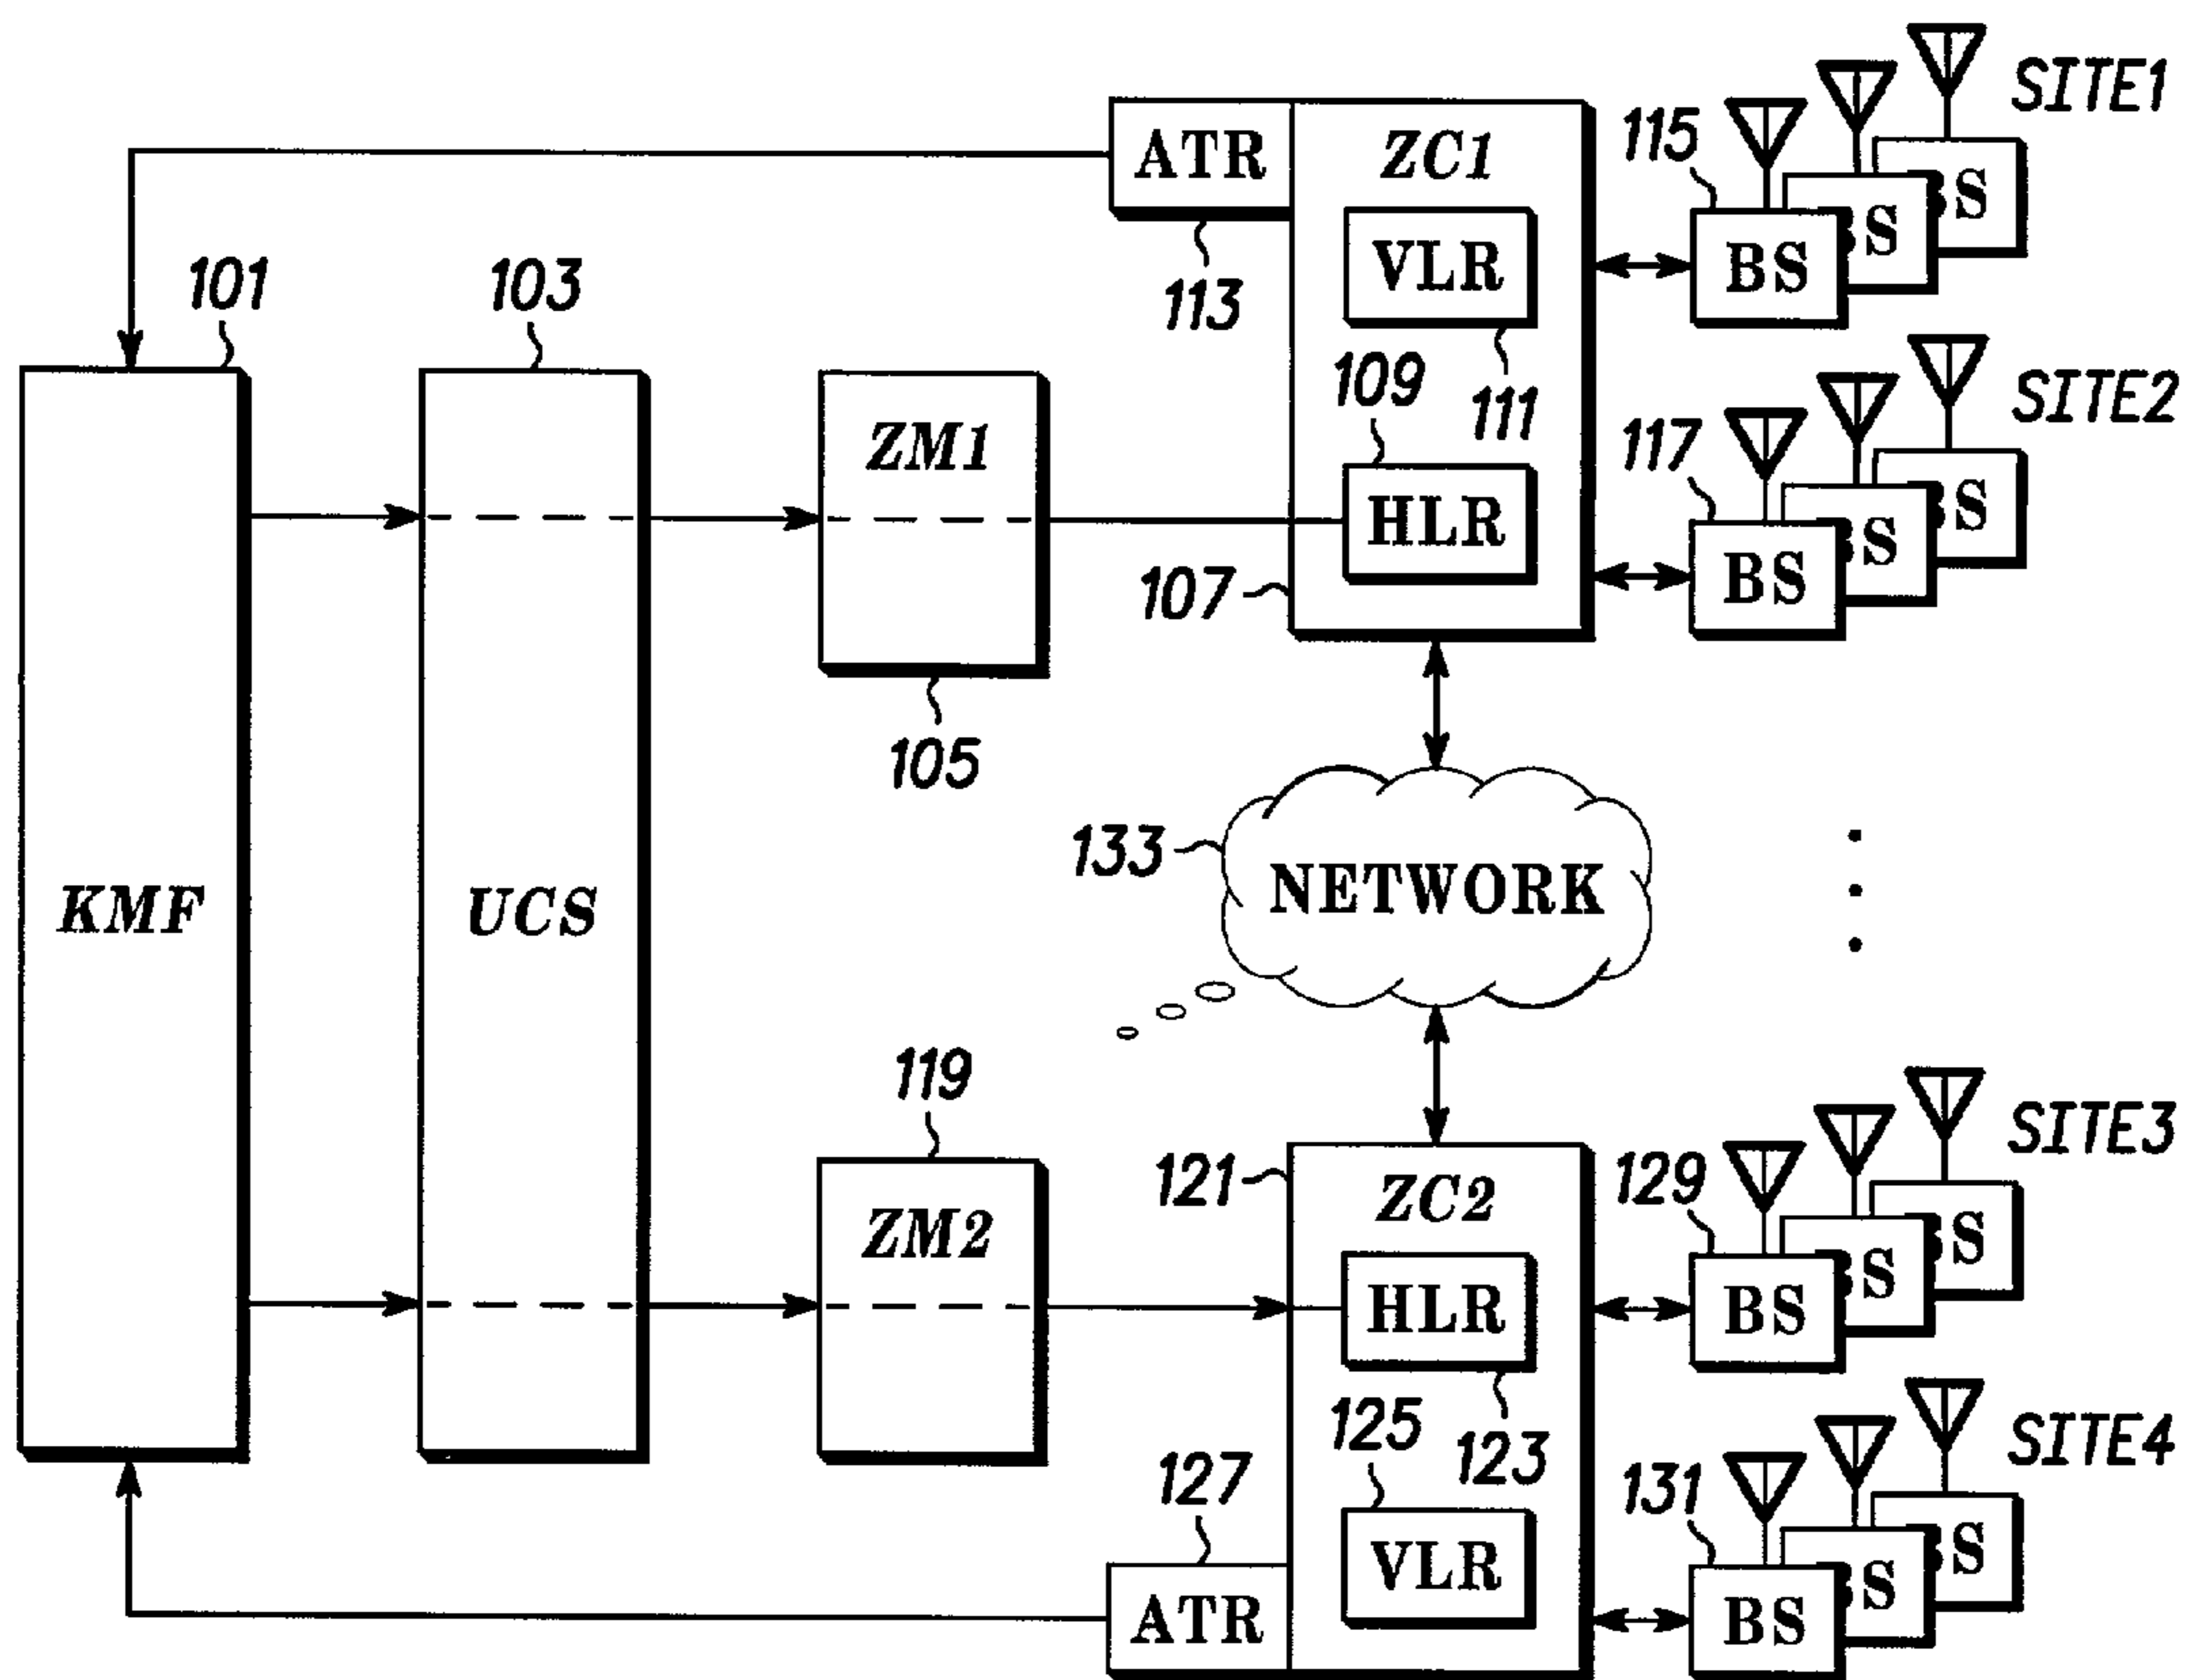 SITE1
ATR
ZC1
115
BS
S
S
VLR
113
101
103
111
109
SITE2
117
BS
S
S
ZM1
HLR
107
105
133
NETWORK
KMF
UCS
119
121
ZC2
SITE3
129
BS
S
S
ZM2
HLR
123
125
127
SITE4
131
BS
S
S
VLR
ATR